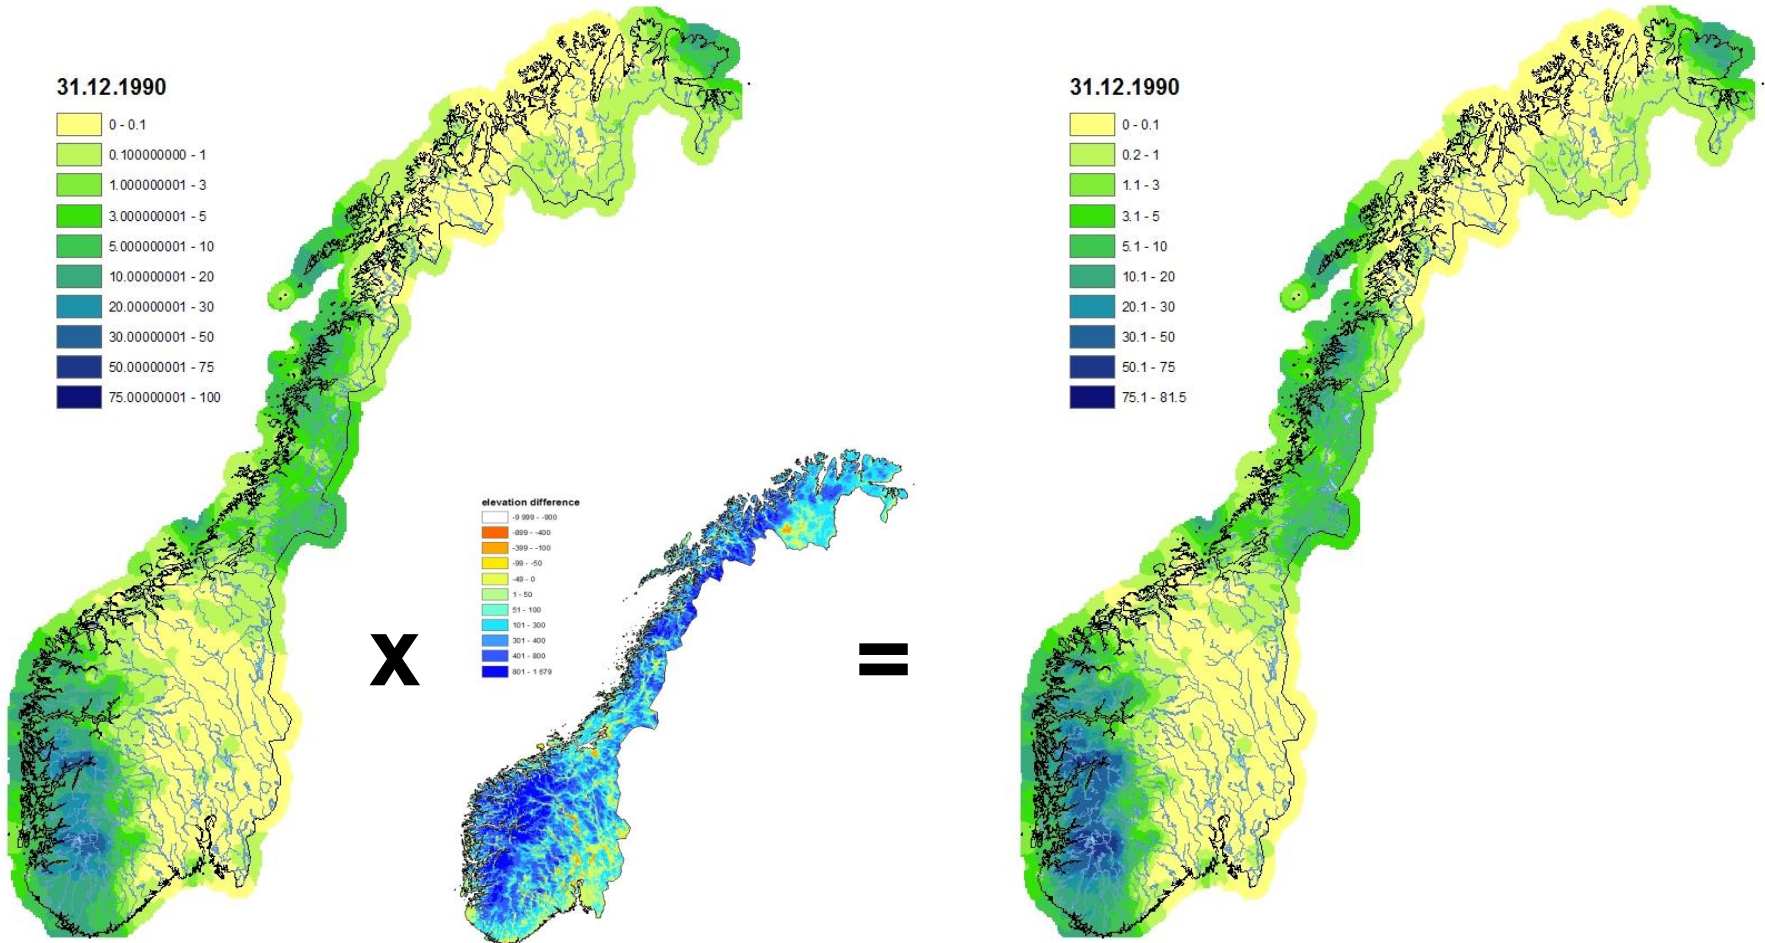 31.12.1990
0 - 0.1
0.100000000 - 1
1.000000001 - 3
3.000000001 - 5
5.000000001 - 10
10.00000001 - 20
20.00000001 - 30
30.00000001 - 50
50.00000001 - 75
75.00000001 - 100
x
elevation difference
-9 999 - -900
-899 - -400
-399 - -100
-99 - -50
-49 - 0
1 - 50
51 - 100
101 - 300
301 - 400
401 - 800
801 - 1 679
=
31.12.1990
0 - 0.1
0.2 - 1
1.1 - 3
3.1 - 5
5.1 - 10
10.1 - 20
20.1 - 30
30.1 - 50
50.1 - 75
75.1 - 81.5